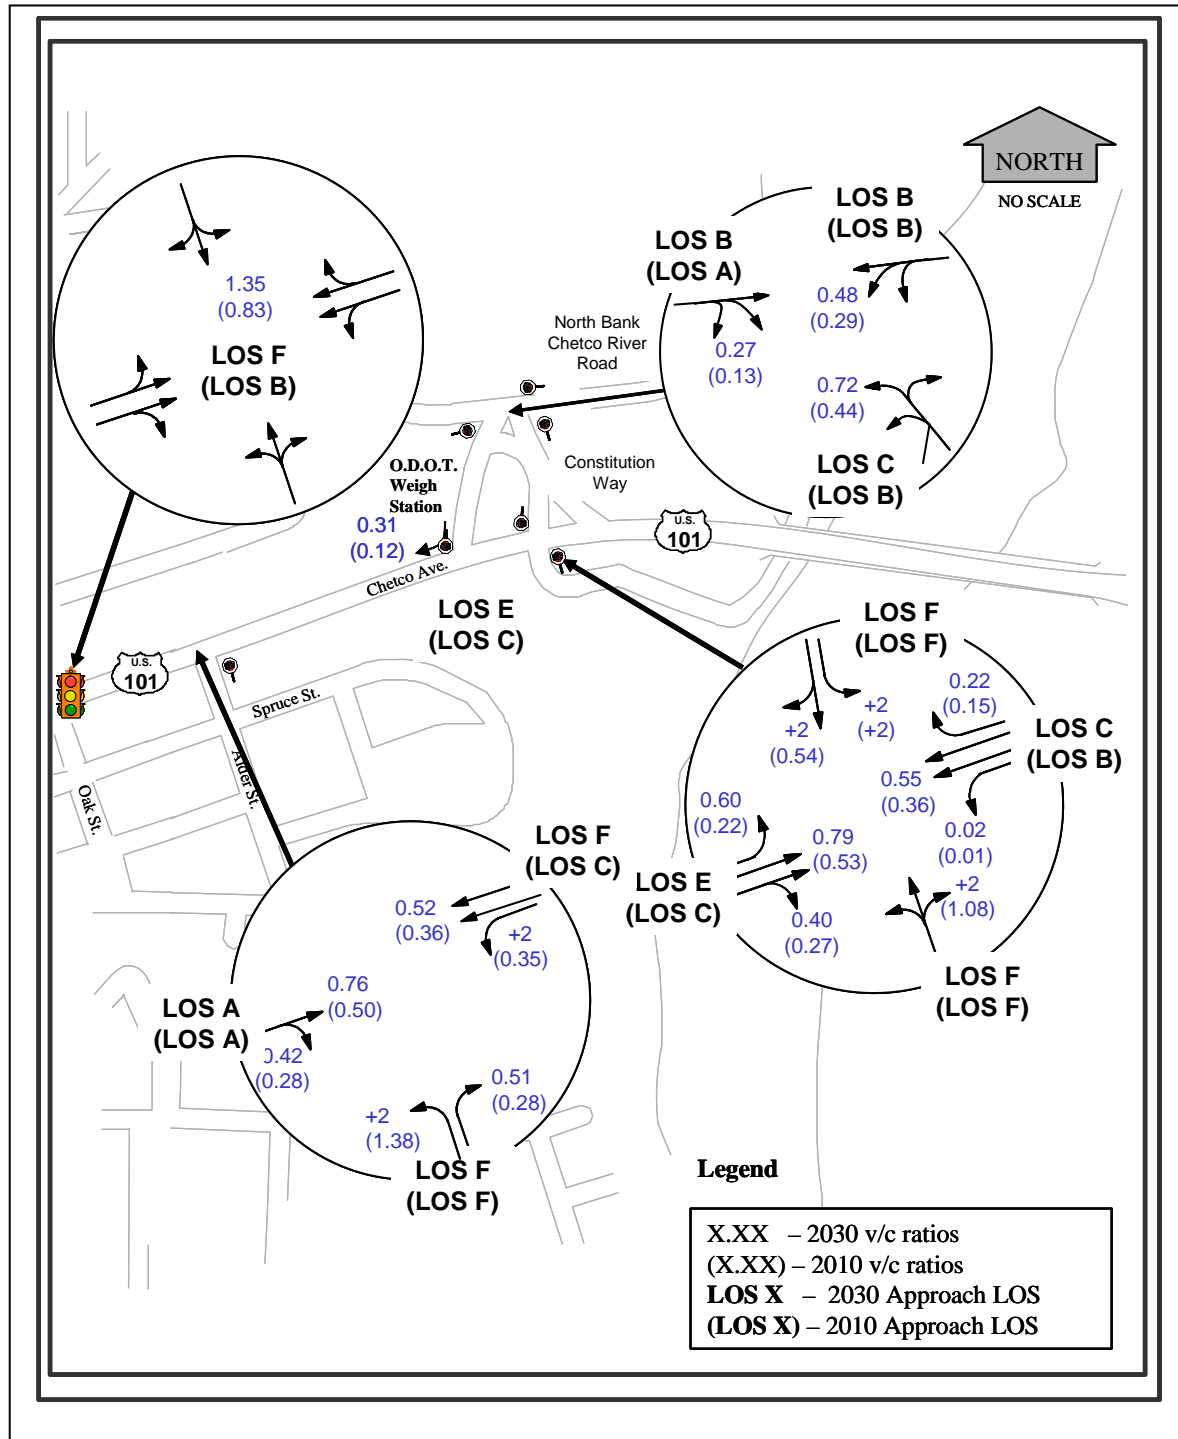 NORTH
NO SCALE
1.35
(0.83)
LOS F
(LOS B)
LOS B
(LOS A)
LOS B
(LOS B)
0.48
(0.29)
0.27
(0.13)
0.72
(0.44)
LOS C
(LOS B)
North Bank
Chetco River
Road
Constitution
Way
O.D.O.T.
Weigh
Station
0.31
(0.12)
Chetco Ave.
U.S.
101
LOS E
(LOS C)
U.S.
101
Spruce St.
Alder St.
Oak St.
LOS F
(LOS F)
0.22
(0.15)
+2
(+2)
+2
(0.54)
LOS C
(LOS B)
0.55
(0.36)
0.60
(0.22)
0.79
(0.53)
0.02
(0.01)
LOS E
(LOS C)
+2
(1.08)
0.40
(0.27)
LOS F
(LOS F)
LOS F
(LOS C)
0.52
(0.36)
+2
(0.35)
0.76
(0.50)
LOS A
(LOS A)
0.42
(0.28)
0.51
(0.28)
+2
(1.38)
LOS F
(LOS F)
Legend
X.XX – 2030 v/c ratios
(X.XX) – 2010 v/c ratios
LOS X – 2030 Approach LOS
(LOS X) – 2010 Approach LOS